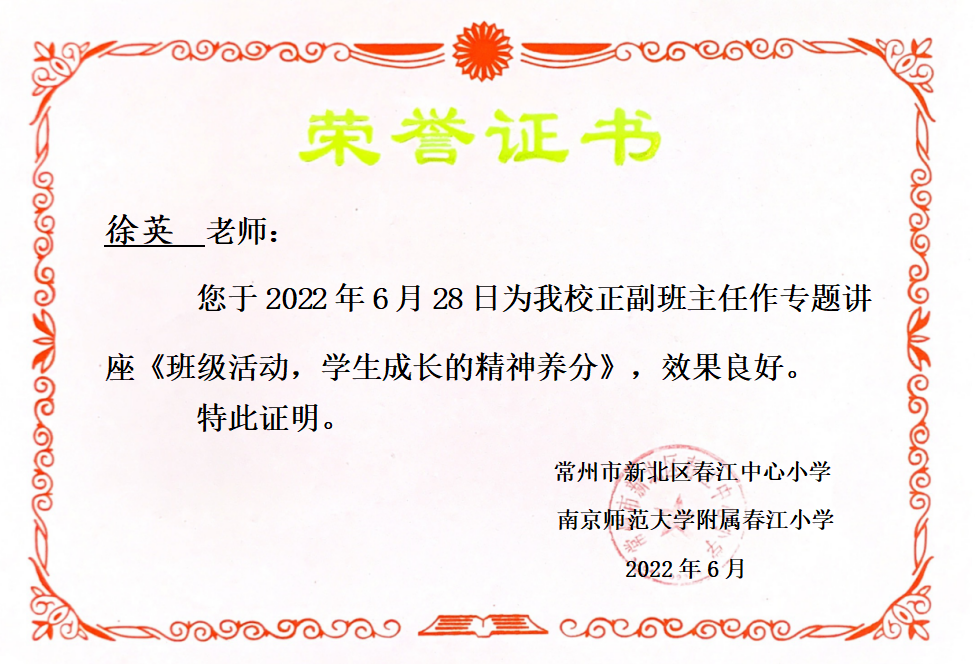 荣誉证书
徐英 老师：
您于2022年6月28日为我校正副班主任作专题讲
座《班级活动，学生成长的精神养分》，效果良好。
特此证明。
常州市新北区春江中心小学
南京师范大学附属春江小学
2022年6月